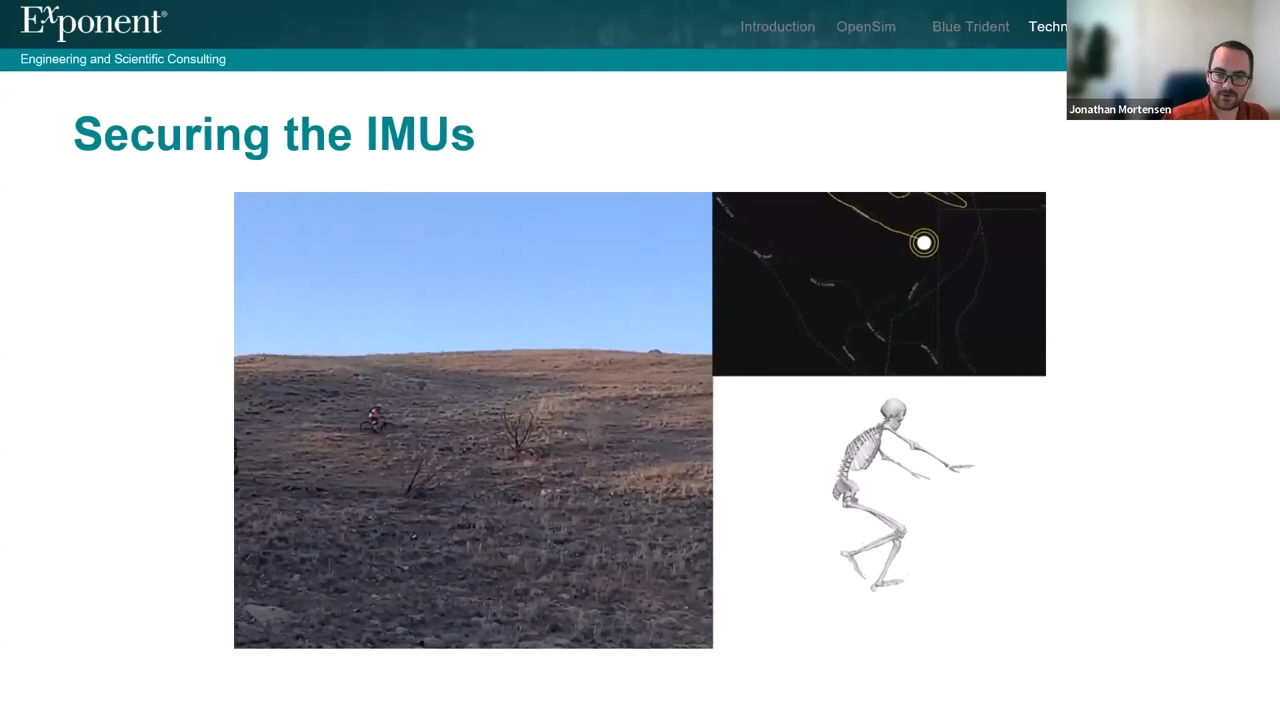 Exponent®
Introduction OpenSim Blue Trident Techn
Engineering and Scientific Consulting
Jonathan Mortensen
Securing the IMUs